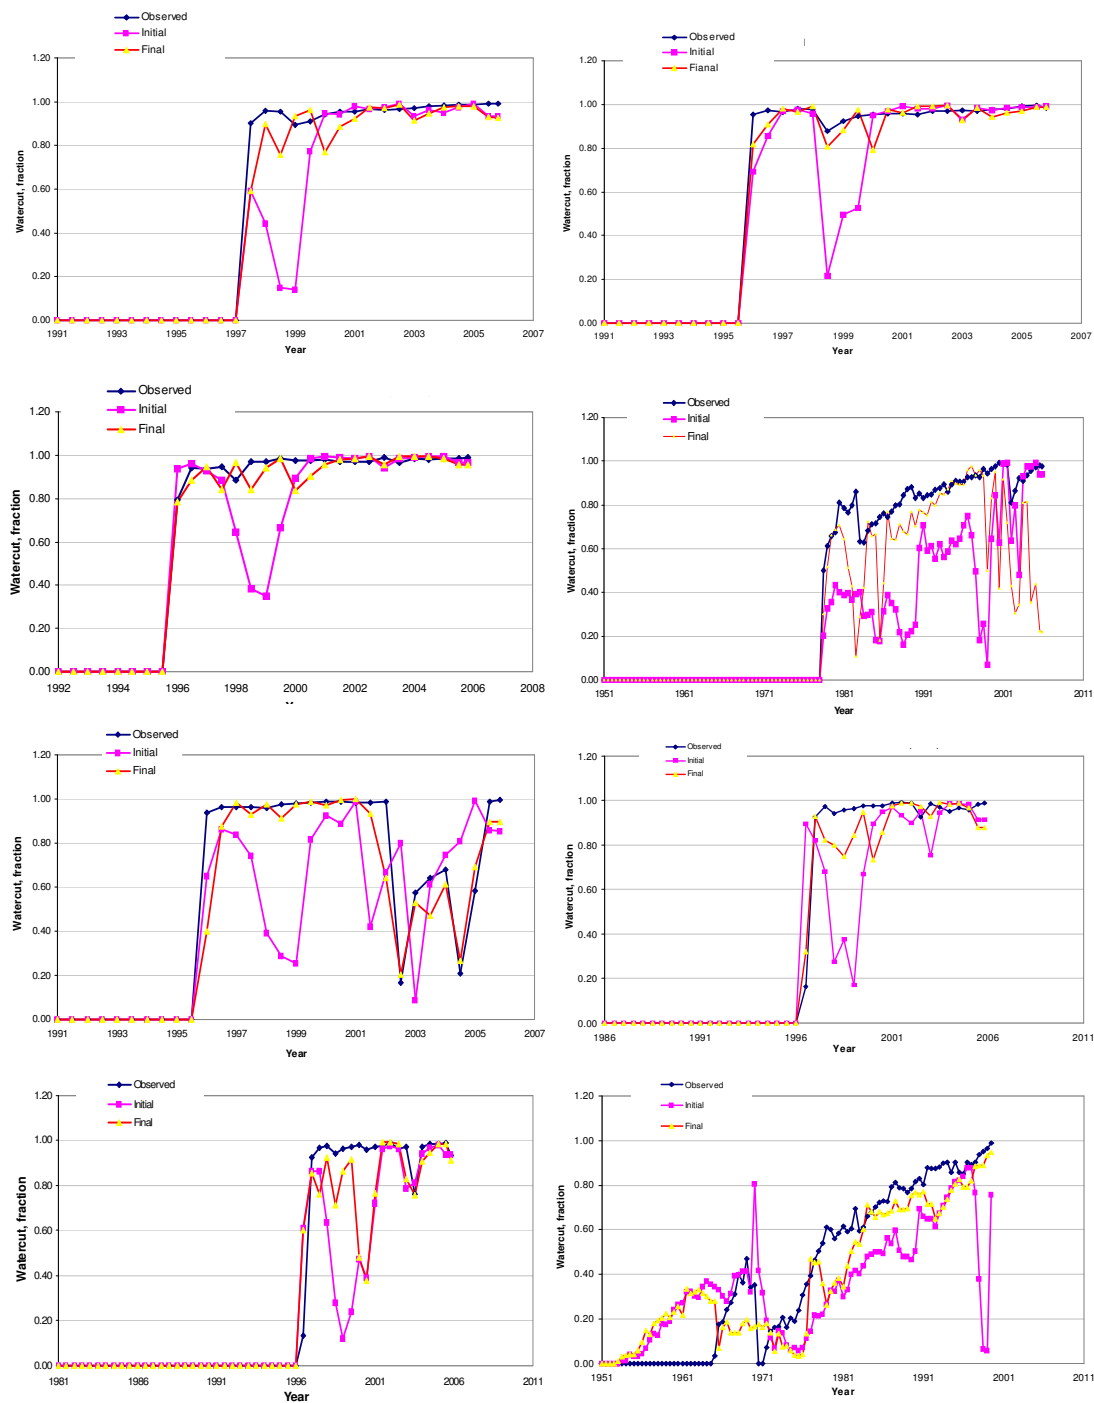 Observed
Initial
Final
1.20
1.00
0.80
0.60
0.40
0.20
0.00
Watercut, fraction
1991 1993 1995 1997 1999 2001 2003 2005 2007
Year
Observed
Initial
Fianal
1.20
1.00
0.80
0.60
0.40
0.20
0.00
Watercut, fraction
1991 1993 1995 1997 1999 2001 2003 2005 2007
Year
Observed
Initial
Final
1.20
1.00
0.80
0.60
0.40
0.20
0.00
Watercut, fraction
1992 1994 1996 1998 2000 2002 2004 2006 2008
Observed
Initial
Final
1.20
1.00
0.80
0.60
0.40
0.20
0.00
Watercut, fraction
1951 1961 1971 1981 1991 2001 2011
Year
Observed
Initial
Final
1.20
1.00
0.80
0.60
0.40
0.20
0.00
Watercut, fraction
1991 1993 1995 1997 1999 2001 2003 2005 2007
Year
Observed
Initial
Final
1.20
1.00
0.80
0.60
0.40
0.20
0.00
Watercut, fraction
1986 1991 1996 2001 2006 2011
Year
Observed
Initial
Final
1.20
1.00
0.80
0.60
0.40
0.20
0.00
Watercut, fraction
1981 1986 1991 1996 2001 2006 2011
Year
Observed
Initial
Final
1.20
1.00
0.80
0.60
0.40
0.20
0.00
Watercut, fraction
1951 1961 1971 1981 1991 2001 2011
Year